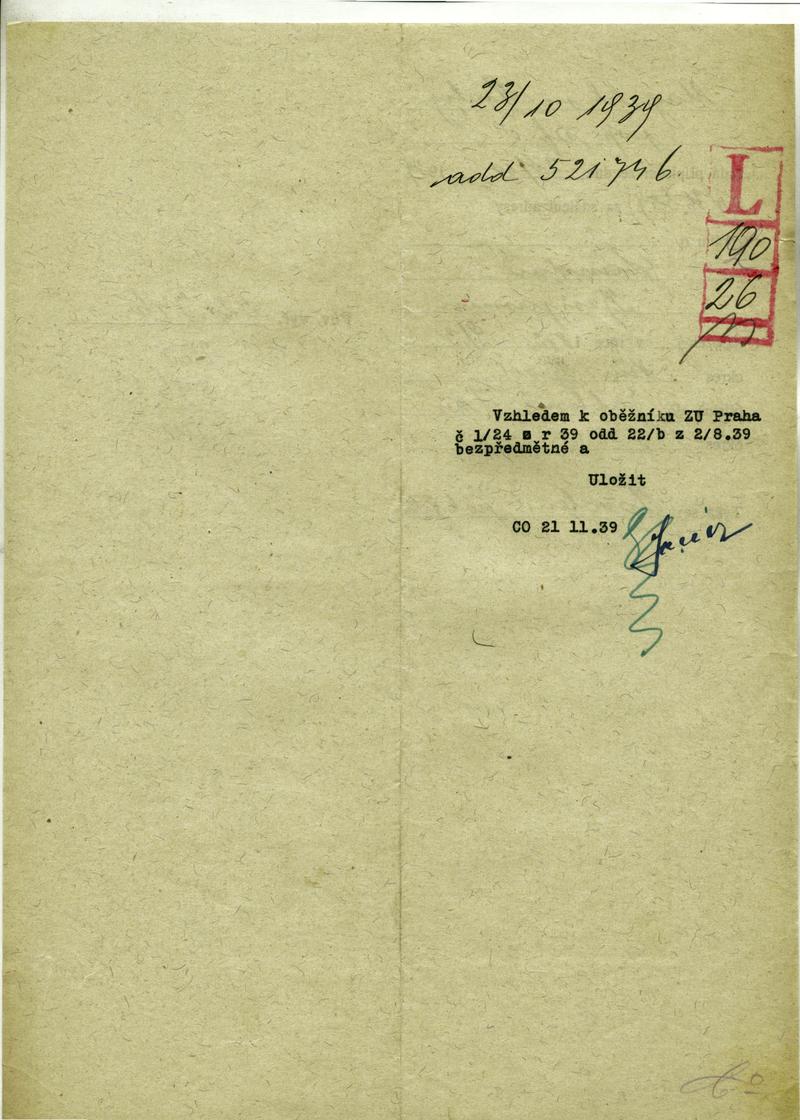 23/10 1939
add 521746.
L
190
26
Vzhledem k oběžníku ZU Praha
č 1/24 z r 39 odd 22/b z 2/8.39
bezpředmětné a
Uložit
CO 21 11.39